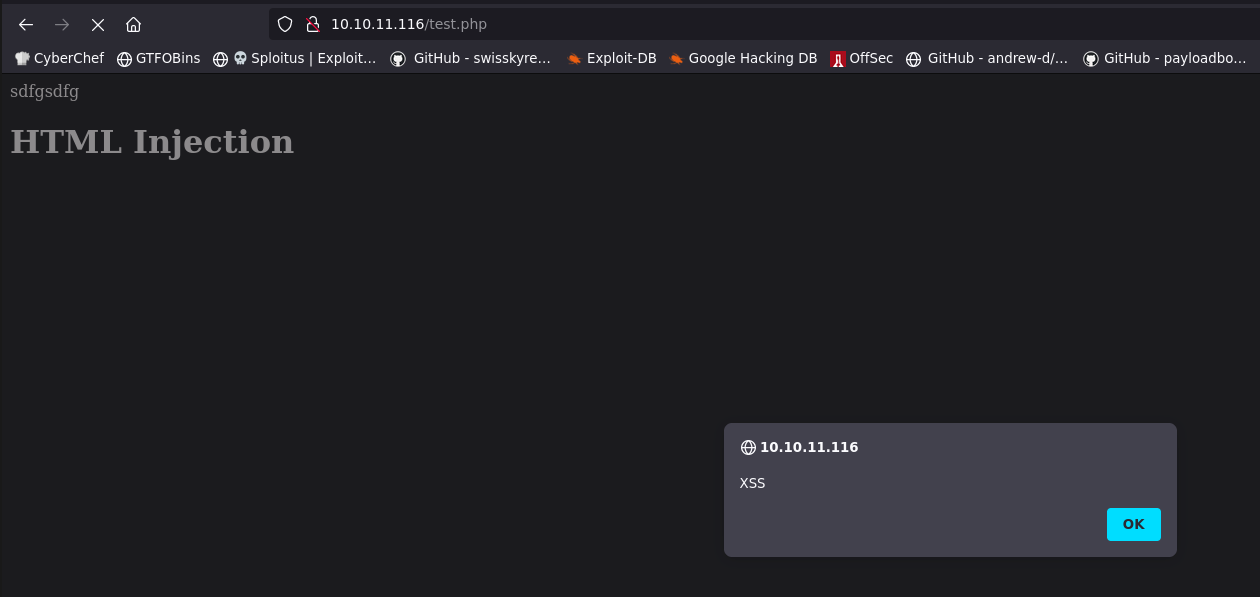 10.10.11.116/test.php
CyberChef GTFOBins Sploitus | Exploit... GitHub - swisskyre... Exploit-DB Google Hacking DB OffSec GitHub - andrew-d/... GitHub - payloadbo...
sdfgsdfg
HTML Injection
10.10.11.116
XSS
OK